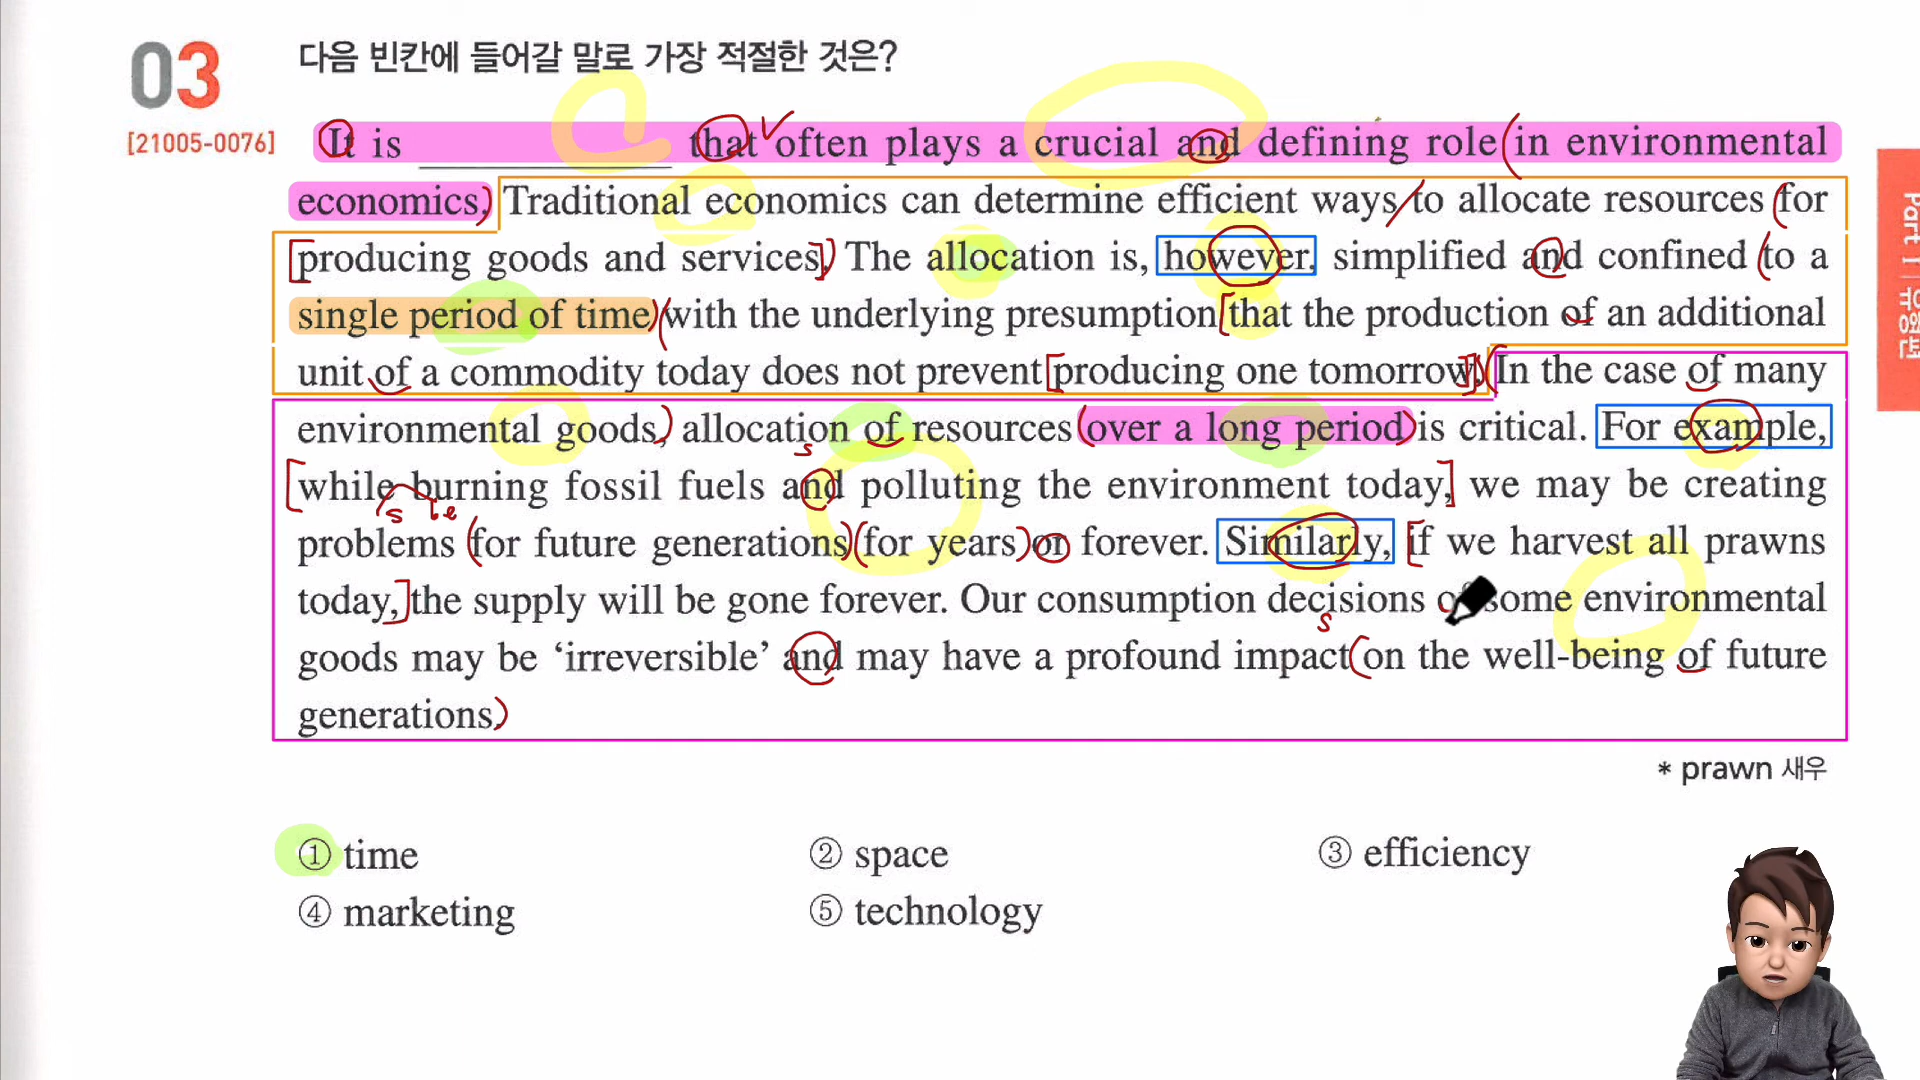 03
다음 빈칸에 들어갈 말로 가장 적절한 것은?
[21005-0076]
It is ____________ that often plays a crucial and defining role in environmental
economics. Traditional economics can determine efficient ways to allocate resources for
producing goods and services. The allocation is, however, simplified and confined to a
single period of time with the underlying presumption that the production of an additional
unit of a commodity today does not prevent producing one tomorrow. In the case of many
environmental goods, allocation of resources over a long period is critical. For example,
s
while burning fossil fuels and polluting the environment today, we may be creating
s be
problems for future generations for years or forever. Similarly, if we harvest all prawns
today, the supply will be gone forever. Our consumption decisions of some environmental
s
goods may be ‘irreversible’ and may have a profound impact on the well-being of future
generations.
* prawn 새우
① time ② space ③ efficiency
④ marketing ⑤ technology
Part 1 | 유형편